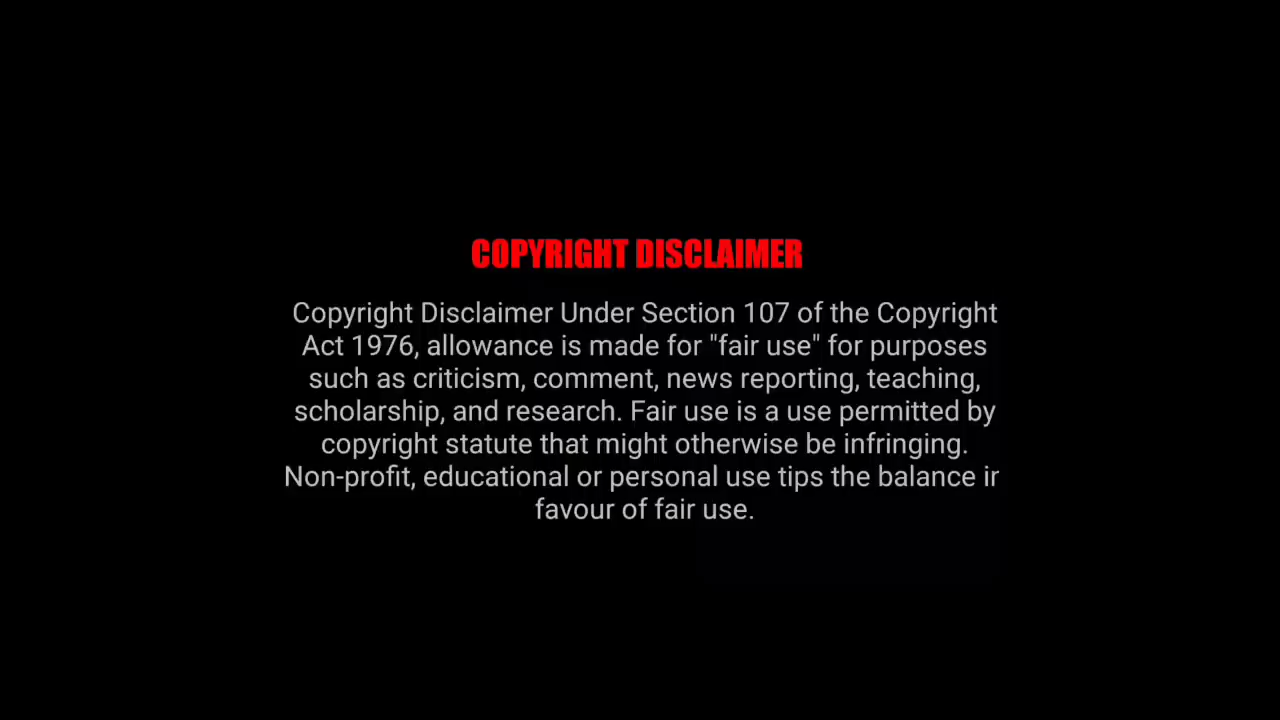 COPYRIGHT DISCLAIMER
Copyright Disclaimer Under Section 107 of the Copyright
Act 1976, allowance is made for "fair use" for purposes
such as criticism, comment, news reporting, teaching,
scholarship, and research. Fair use is a use permitted by
copyright statute that might otherwise be infringing.
Non-profit, educational or personal use tips the balance
favour of fair use.